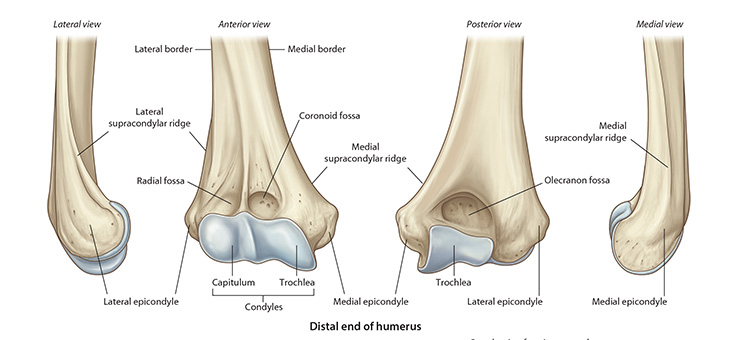 Lateral view
Anterior view
Posterior view
Medial view
Lateral border
Medial border
Lateral
supracondylar ridge
Coronoid fossa
Medial
supracondylar ridge
Medial
supracondylar ridge
Radial fossa
Olecranon fossa
Capitulum
Trochlea
Trochlea
Lateral epicondyle
Condyles
Medial epicondyle
Lateral epicondyle
Medial epicondyle
Distal end of humerus